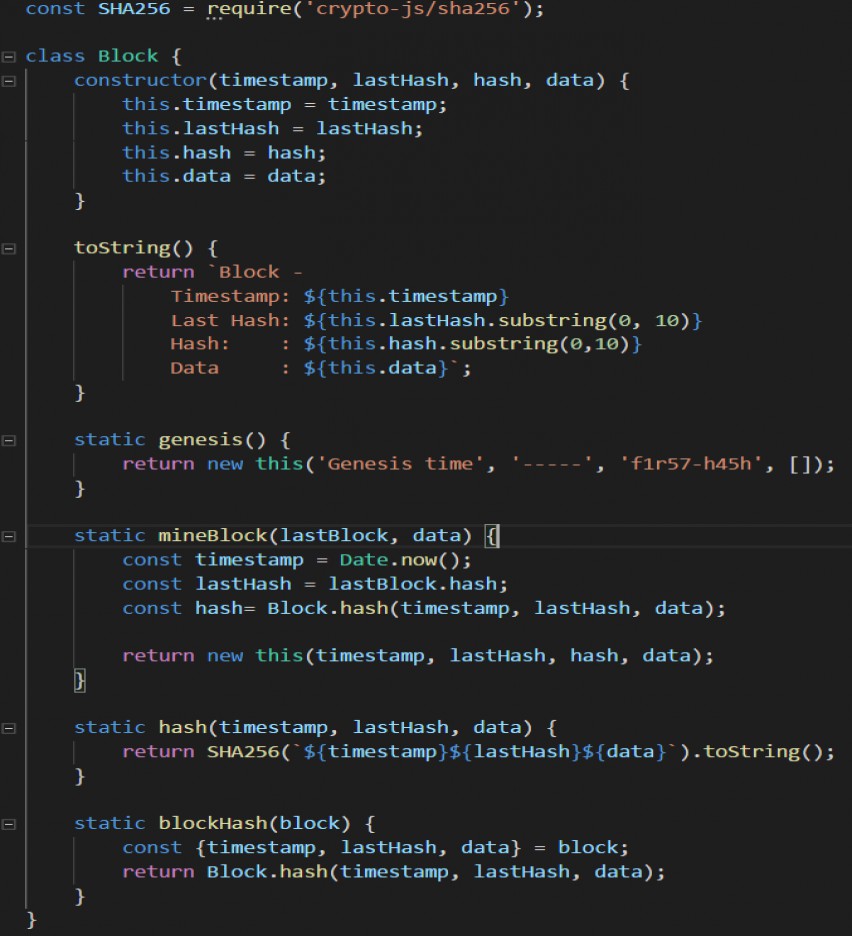 const SHA256 = require('crypto-js/sha256');
class Block {
constructor(timestamp, lastHash, hash, data) {
this.timestamp = timestamp;
this.lastHash = lastHash;
this.hash = hash;
this.data = data;
}
toString() {
return `Block -
Timestamp: ${this.timestamp}
Last Hash: ${this.lastHash.substring(0, 10)}
Hash:    : ${this.hash.substring(0,10)}
Data     : ${this.data}`;
}
static genesis() {
return new this('Genesis time', '-----', 'f1r57-h45h', []);
}
static mineBlock(lastBlock, data) {
const timestamp = Date.now();
const lastHash = lastBlock.hash;
const hash= Block.hash(timestamp, lastHash, data);
return new this(timestamp, lastHash, hash, data);
}
static hash(timestamp, lastHash, data) {
return SHA256(`${timestamp}${lastHash}${data}`).toString();
}
static blockHash(block) {
const {timestamp, lastHash, data} = block;
return Block.hash(timestamp, lastHash, data);
}
}